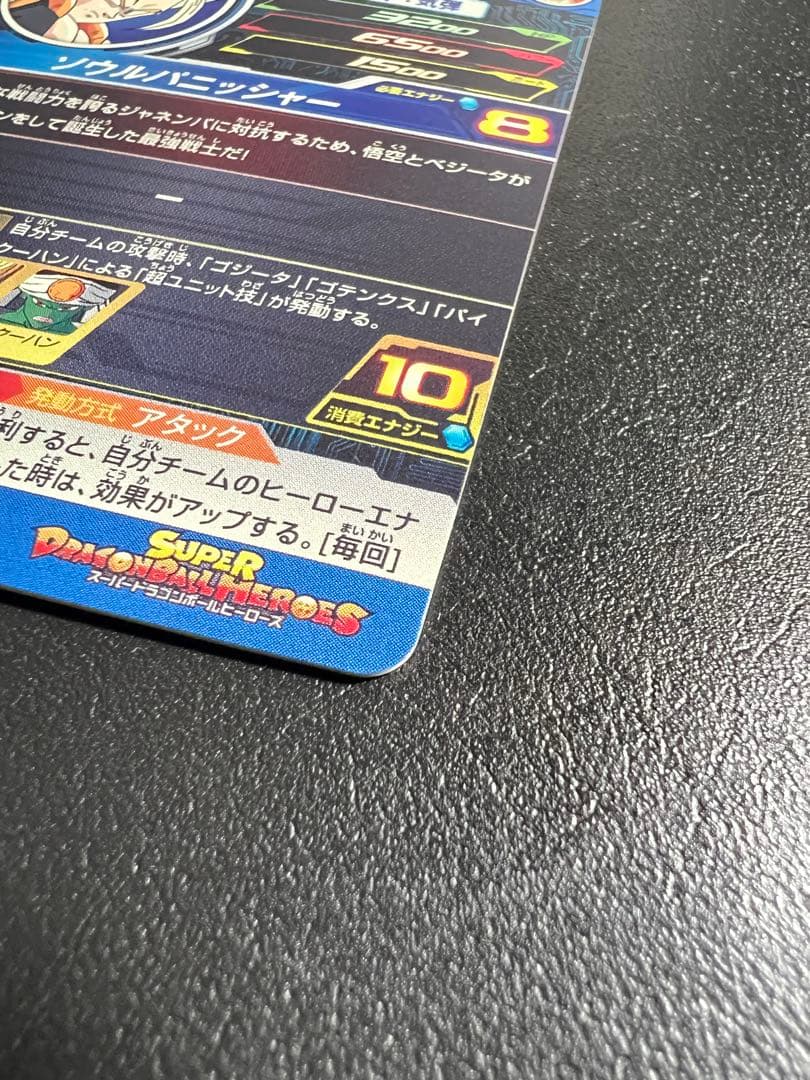 気弾
3200
6500
1500
ソウルパニッシャー
必要エナジー
8
は戦闘力を誇るジャネンバに対抗するため、悟空とベジータが
ンをして誕生した最強戦士だ!
ー
自分チームの攻撃時、「ゴジータ」「ゴテンクス」「パイ
クーハン」による「超ユニット技」が発動する。
クーハン
10
消費エナジー
発動方式 アタック
利すると、自分チームのヒーローエナ
た時は、効果がアップする。[毎回]
SUPER
DRAGONBALL HEROES
スーパードラゴンボールヒーローズ